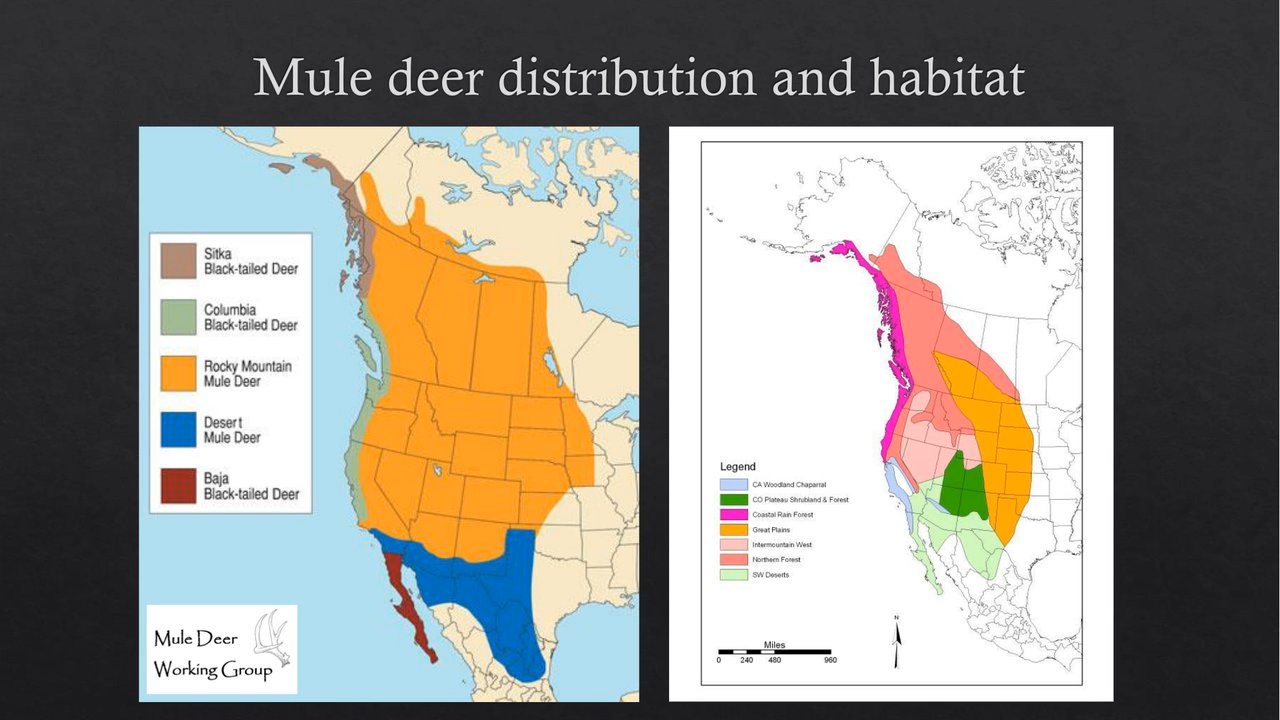 Mule deer distribution and habitat
Sitka
Black-tailed Deer
Columbia
Black-tailed Deer
Rocky Mountain
Mule Deer
Desert
Mule Deer
Baja
Black-tailed Deer
Mule Deer
Working Group
Legend
CA Woodland Chaparral
CO Plateau Shrubland & Forest
Coastal Rain Forest
Great Plains
Intermountain West
Northern Forest
SW Deserts
N
Miles
0 240 480 960